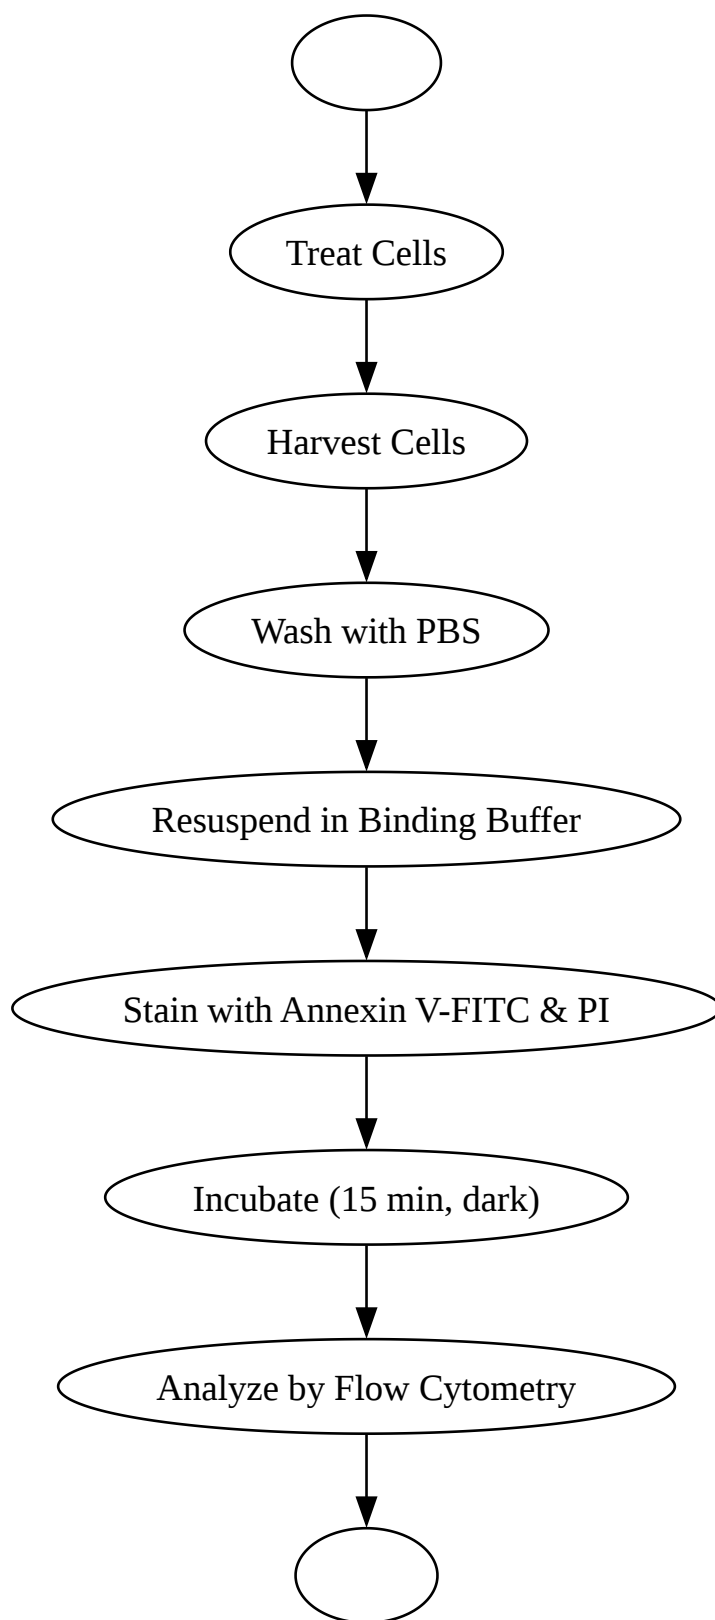 Treat Cells
Harvest Cells
Wash with PBS
Resuspend in Binding Buffer
Stain with Annexin V-FITC & PI
Incubate (15 min, dark)
Analyze by Flow Cytometry